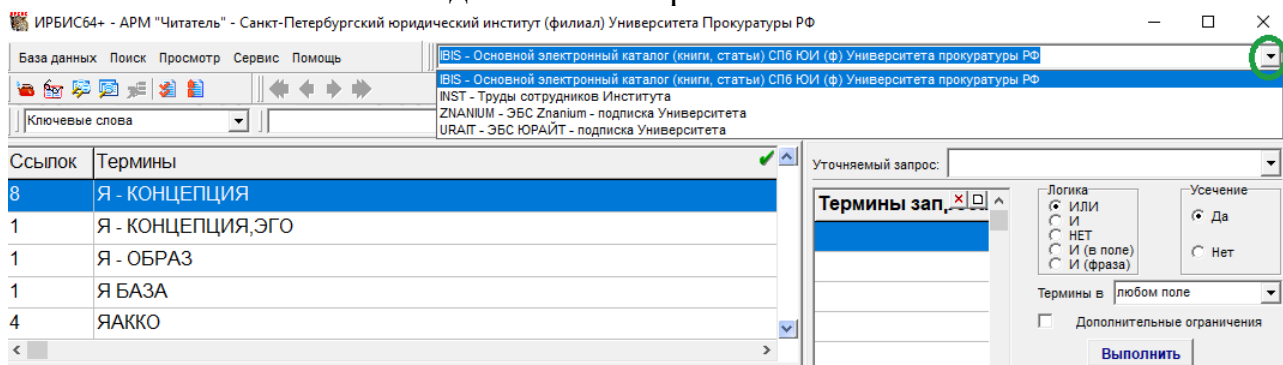 ИРБИС64+ - АРМ "Читатель" - Санкт-Петербургский юридический институт (филиал) Университета Прокуратуры РФ
База данных Поиск Просмотр Сервис Помощь
IBIS - Основной электронный каталог (книги, статьи) СПб ЮИ (ф) Университета прокуратуры РФ
IBIS - Основной электронный каталог (книги, статьи) СПб ЮИ (ф) Университета прокуратуры РФ
INST - Труды сотрудников Института
ZNANIUM - ЭБС Znanium - подписка Университета
URAIT - ЭБС ЮРАЙТ - подписка Университета
Ключевые слова
Ссылок Термины
8 Я - КОНЦЕПЦИЯ
1 Я - КОНЦЕПЦИЯ,ЭГО
1 Я - ОБРАЗ
1 Я БАЗА
4 ЯАККО
Уточняемый запрос:
Термины зап
Логика
ИЛИ
И
НЕТ
И (в поле)
И (фраза)
Усечение
Да
Нет
Термины в любом поле
Дополнительные ограничения
Выполнить